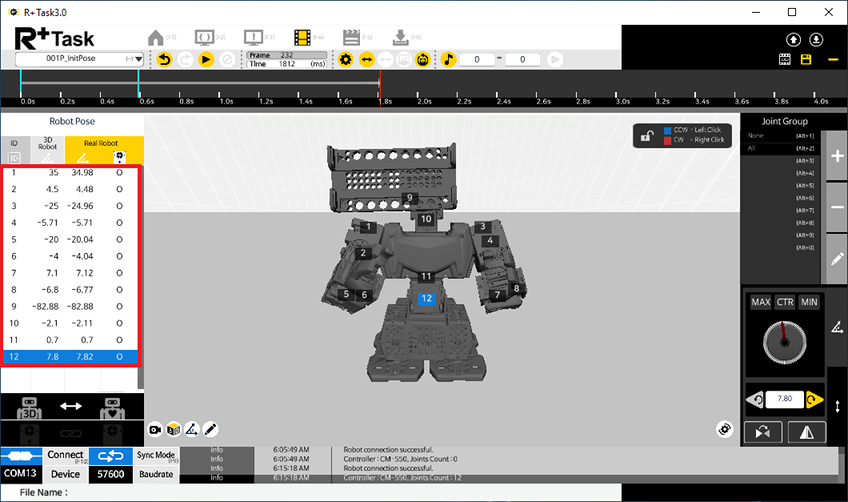 R+Task3.0
R+Task
(F1) (F2) (F3) (F4) (F5) (F6)
001P_InitPose (-)
Frame 232
Time 1812 (ms)
0 - 0
0.0s 0.2s 0.4s 0.6s 0.8s 1.0s 1.2s 1.4s 1.6s 1.8s 2.0s 2.2s 2.4s 2.6s 2.8s 3.0s 3.2s 3.4s 3.6s 3.8s 4.0s
Robot Pose
ID 3D Robot Real Robot
ID
1 35 34.98 O
2 4.5 4.48 O
3 -25 -24.96 O
4 -5.71 -5.71 O
5 -20 -20.04 O
6 -4 -4.04 O
7 7.1 7.12 O
8 -6.8 -6.77 O
9 -82.88 -82.88 O
10 -2.1 -2.11 O
11 0.7 0.7 O
12 7.8 7.82 O
3D
CCW - Left Click
CW - Right Click
9
10
1
3
2
4
11
5 6
12
7
8
Joint Group
None (Alt+1)
All (Alt+2)
(Alt+3)
(Alt+4)
(Alt+5)
(Alt+6)
(Alt+7)
(Alt+8)
(Alt+9)
(Alt+0)
MAX CTR MIN
7.80
Connect
(F10)
Device
COM13
Sync Mode
(F9)
57600 Baudrate
Info 6:05:49 AM Robot connection successful.
Info 6:05:49 AM Controller : CM-550, Joints Count : 0
Info 6:15:18 AM Robot connection successful.
Info 6:15:18 AM Controller : CM-550, Joints Count : 12
File Name :